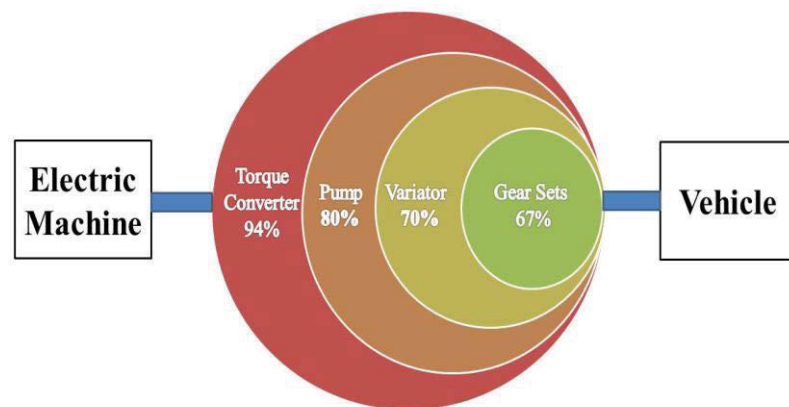 Electric
Machine
Torque
Converter
94%
Pump
80%
Variator
70%
Gear Sets
67%
Vehicle